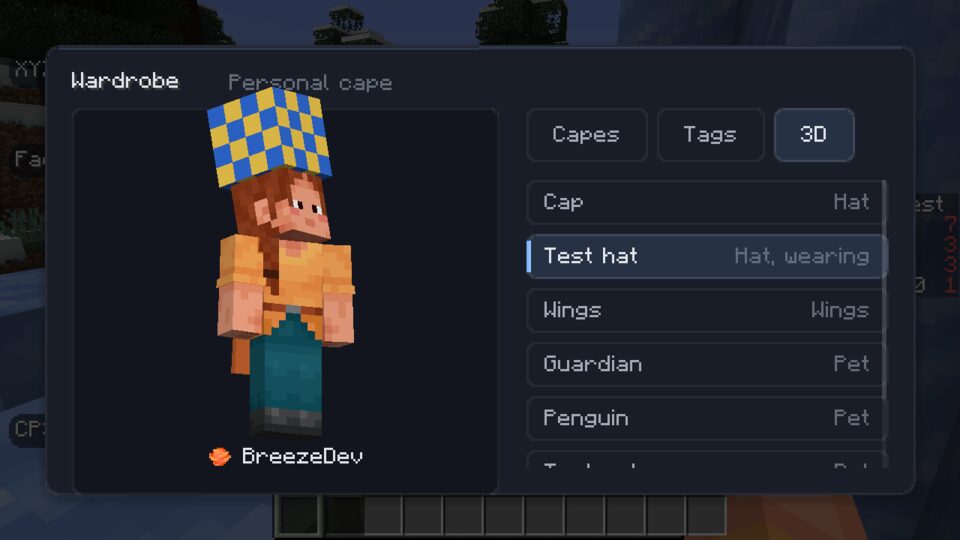 Wardrobe
Personal cape
Capes
Tags
3D
Cap Hat
Test hat Hat, wearing
Wings Wings
Guardian Pet
Penguin Pet
BreezeDev